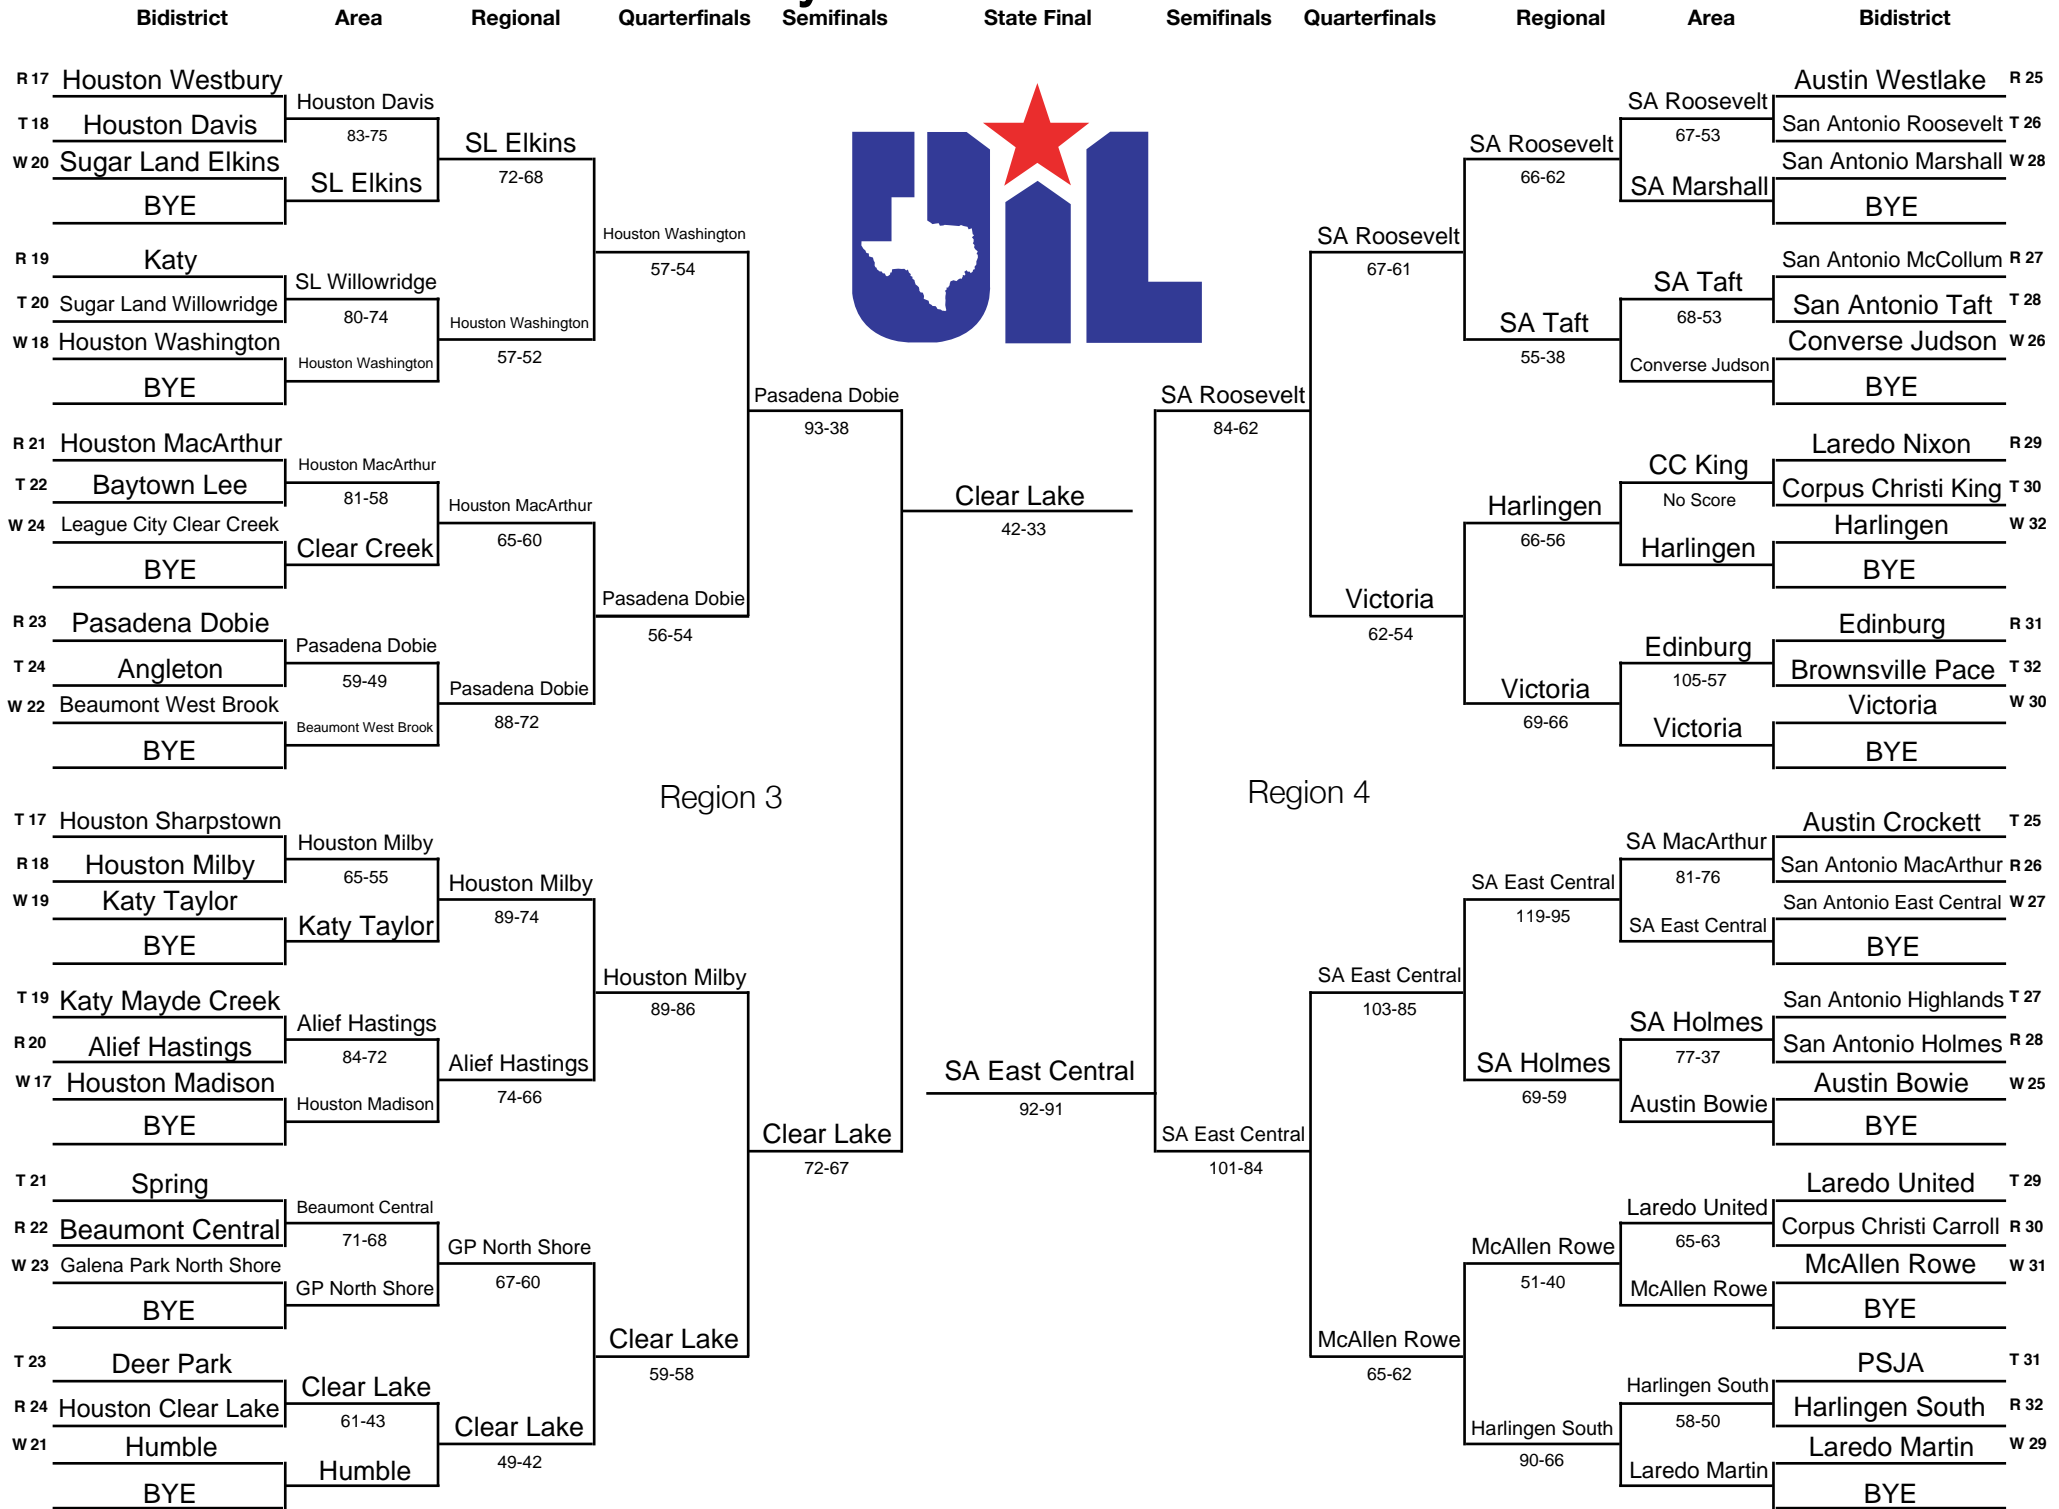 y
Bidistrict Area Regional Quarterfinals Semifinals State Final Semifinals Quarterfinals Regional Area Bidistrict
R 17 Houston Westbury
Houston Davis
T 18 Houston Davis
83-75
SL Elkins
W 20 Sugar Land Elkins
72-68
SL Elkins
BYE
Houston Washington
R 19 Katy
57-54
SL Willowridge
T 20 Sugar Land Willowridge
80-74
Houston Washington
W 18 Houston Washington
57-52
Houston Washington
BYE
Pasadena Dobie
93-38
R 21 Houston MacArthur
Houston MacArthur
T 22 Baytown Lee
81-58
Houston MacArthur
W 24 League City Clear Creek
65-60
Clear Creek
BYE
Pasadena Dobie
R 23 Pasadena Dobie
56-54
Pasadena Dobie
T 24 Angleton
59-49
Pasadena Dobie
W 22 Beaumont West Brook
88-72
Beaumont West Brook
BYE
Region 3
T 17 Houston Sharpstown
Houston Milby
R 18 Houston Milby
65-55
Houston Milby
W 19 Katy Taylor
89-74
Katy Taylor
BYE
Houston Milby
T 19 Katy Mayde Creek
89-86
Alief Hastings
R 20 Alief Hastings
84-72
Alief Hastings
W 17 Houston Madison
74-66
Houston Madison
BYE
Clear Lake
72-67
T 21 Spring
Beaumont Central
R 22 Beaumont Central
71-68
GP North Shore
W 23 Galena Park North Shore
67-60
GP North Shore
BYE
Clear Lake
T 23 Deer Park
59-58
Clear Lake
R 24 Houston Clear Lake
61-43
Clear Lake
W 21 Humble
49-42
Humble
BYE
UiL
Clear Lake
42-33
SA East Central
92-91
Austin Westlake R 25
SA Roosevelt
San Antonio Roosevelt T 26
67-53
SA Roosevelt
San Antonio Marshall W 28
66-62
SA Marshall
BYE
SA Roosevelt
San Antonio McCollum R 27
67-61
SA Taft
San Antonio Taft T 28
68-53
SA Taft
Converse Judson W 26
55-38
Converse Judson
BYE
SA Roosevelt
84-62
Laredo Nixon R 29
CC King
Corpus Christi King T 30
No Score
Harlingen
Harlingen W 32
66-56
Harlingen
BYE
Victoria
Edinburg R 31
62-54
Edinburg
Brownsville Pace T 32
105-57
Victoria
Victoria W 30
69-66
Victoria
BYE
Region 4
Austin Crockett T 25
SA MacArthur
San Antonio MacArthur R 26
81-76
SA East Central
San Antonio East Central W 27
119-95
SA East Central
BYE
SA East Central
San Antonio Highlands T 27
103-85
SA Holmes
San Antonio Holmes R 28
77-37
SA Holmes
Austin Bowie W 25
69-59
Austin Bowie
BYE
SA East Central
101-84
Laredo United T 29
Laredo United
Corpus Christi Carroll R 30
65-63
McAllen Rowe
McAllen Rowe W 31
51-40
McAllen Rowe
BYE
McAllen Rowe
PSJA T 31
65-62
Harlingen South
Harlingen South R 32
58-50
Harlingen South
Laredo Martin W 29
90-66
Laredo Martin
BYE